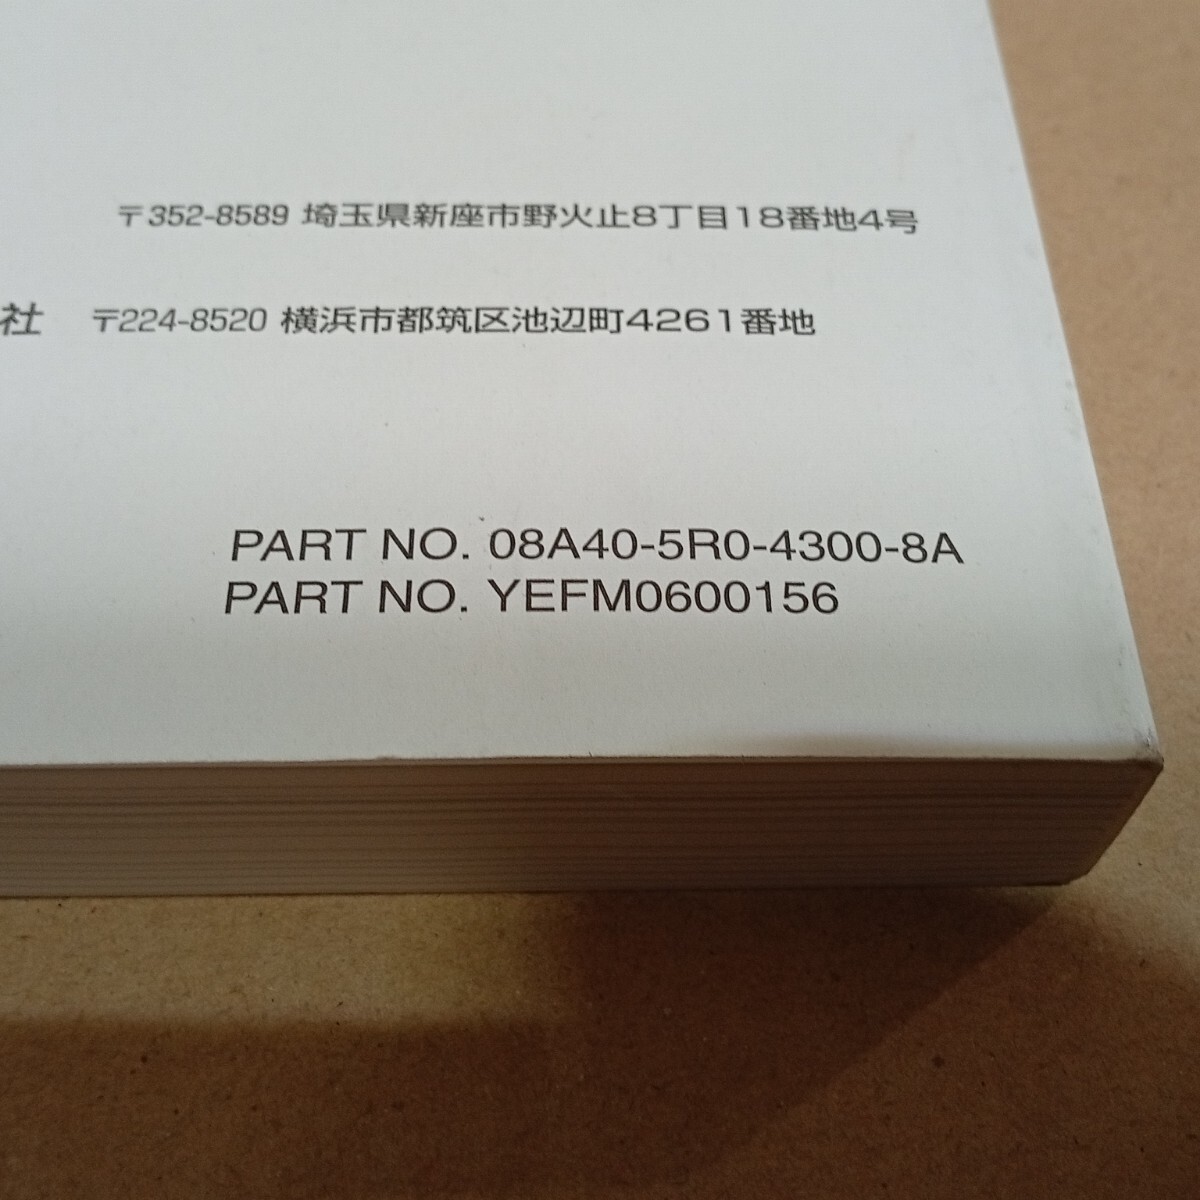 〒352-8589 埼玉県新座市野火止8丁目18番地4号
社 〒224-8520 横浜市都筑区池辺町4261番地
PART NO. 08A40-5R0-4300-8A
PART NO. YEFM0600156